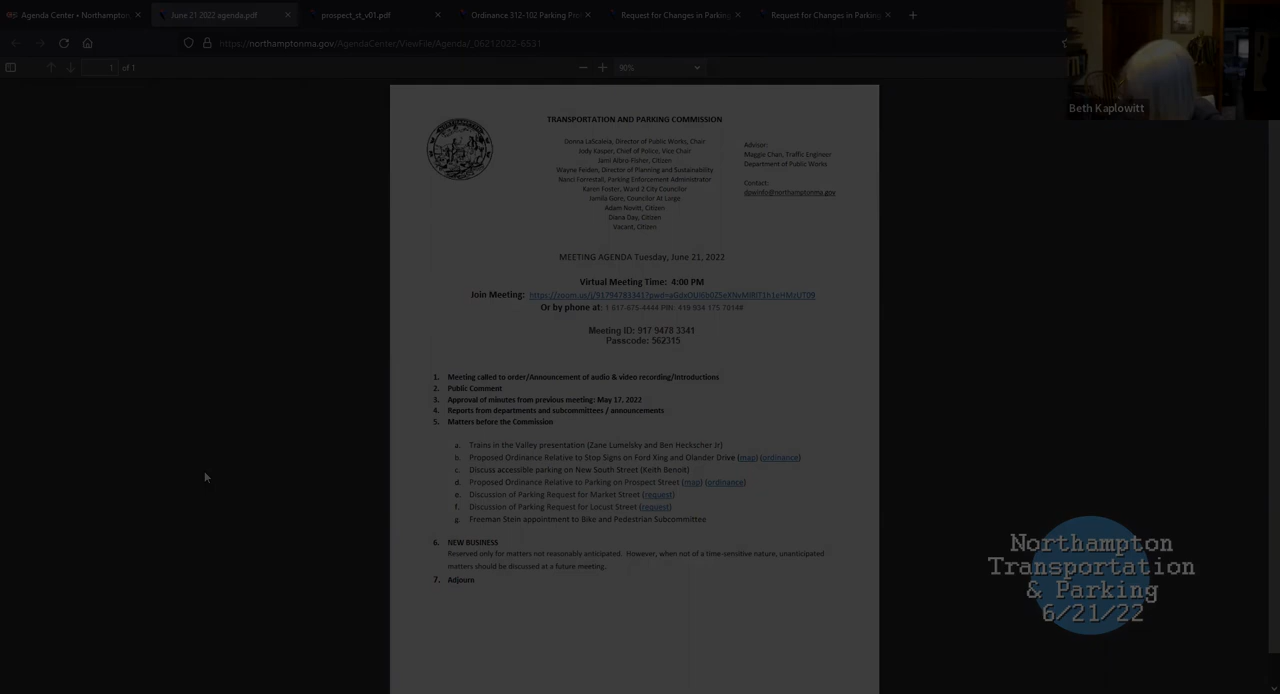 Agenda Center • Northampton
June 21 2022 agenda.pdf
prospect_st_v01.pdf
Ordinance 312-102 Parking Pro
Request for Changes in Parking
Request for Changes in Parking
https://northamptonma.gov/AgendaCenter/ViewFile/Agenda/_06212022-6531
1 of 1
90%
Beth Kaplowitt
TRANSPORTATION AND PARKING COMMISSION
Donna LaScaleia, Director of Public Works, Chair
Jody Kasper, Chief of Police, Vice Chair
Jami Albro-Fisher, Citizen
Wayne Feiden, Director of Planning and Sustainability
Nanci Forrestall, Parking Enforcement Administrator
Karen Foster, Ward 2 City Councilor
Jamila Gore, Councilor At Large
Adam Novitt, Citizen
Diana Day, Citizen
Vacant, Citizen
Advisor:
Maggie Chan, Traffic Engineer
Department of Public Works
Contact:
dpwinfo@northamptonma.gov
MEETING AGENDA Tuesday, June 21, 2022
Virtual Meeting Time: 4:00 PM
Join Meeting:
Or by phone at: 1 617-675-4444 PIN: 419 934 175 7014#
Meeting ID: 917 9478 3341
Passcode: 562315
1. Meeting called to order/Announcement of audio & video recording/Introductions
2. Public Comment
3. Approval of minutes from previous meeting: May 17, 2022
4. Reports from departments and subcommittees / announcements
5. Matters before the Commission
a. Trains in the Valley presentation (Zane Lumelsky and Ben Heckscher Jr)
b. Proposed Ordinance Relative to Stop Signs on Ford Xing and Olander Drive (map) (ordinance)
c. Discuss accessible parking on New South Street (Keith Benoit)
d. Proposed Ordinance Relative to Parking on Prospect Street (map) (ordinance)
e. Discussion of Parking Request for Market Street (request)
f. Discussion of Parking Request for Locust Street (request)
g. Freeman Stein appointment to Bike and Pedestrian Subcommittee
6. NEW BUSINESS
Reserved only for matters not reasonably anticipated. However, when not of a time-sensitive nature, unanticipated
matters should be discussed at a future meeting.
7. Adjourn
Northampton
Transportation
& Parking
6/21/22